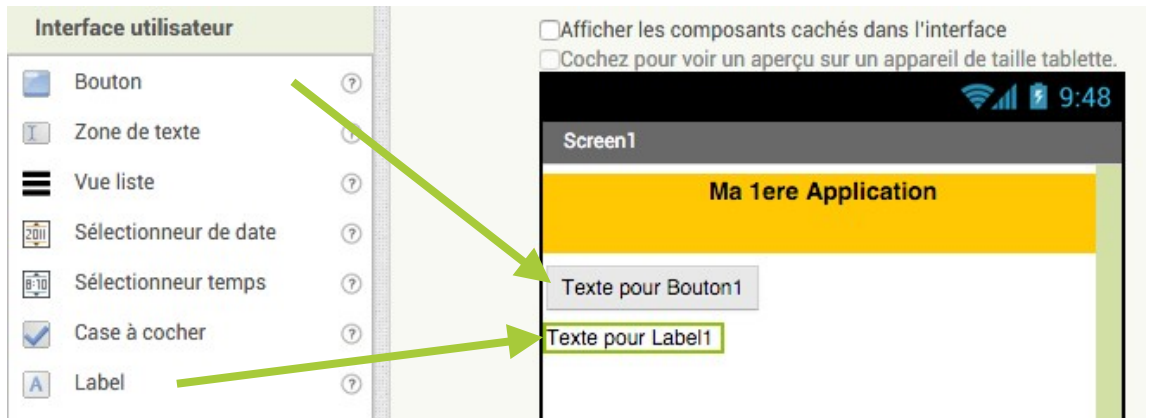 Interface utilisateur
Bouton
Zone de texte
Vue liste
Sélectionneur de date
Sélectionneur temps
Case à cocher
Label
Afficher les composants cachés dans l'interface
Cochez pour voir un aperçu sur un appareil de taille tablette.
9:48
Screen1
Ma 1ere Application
Texte pour Bouton1
Texte pour Label1